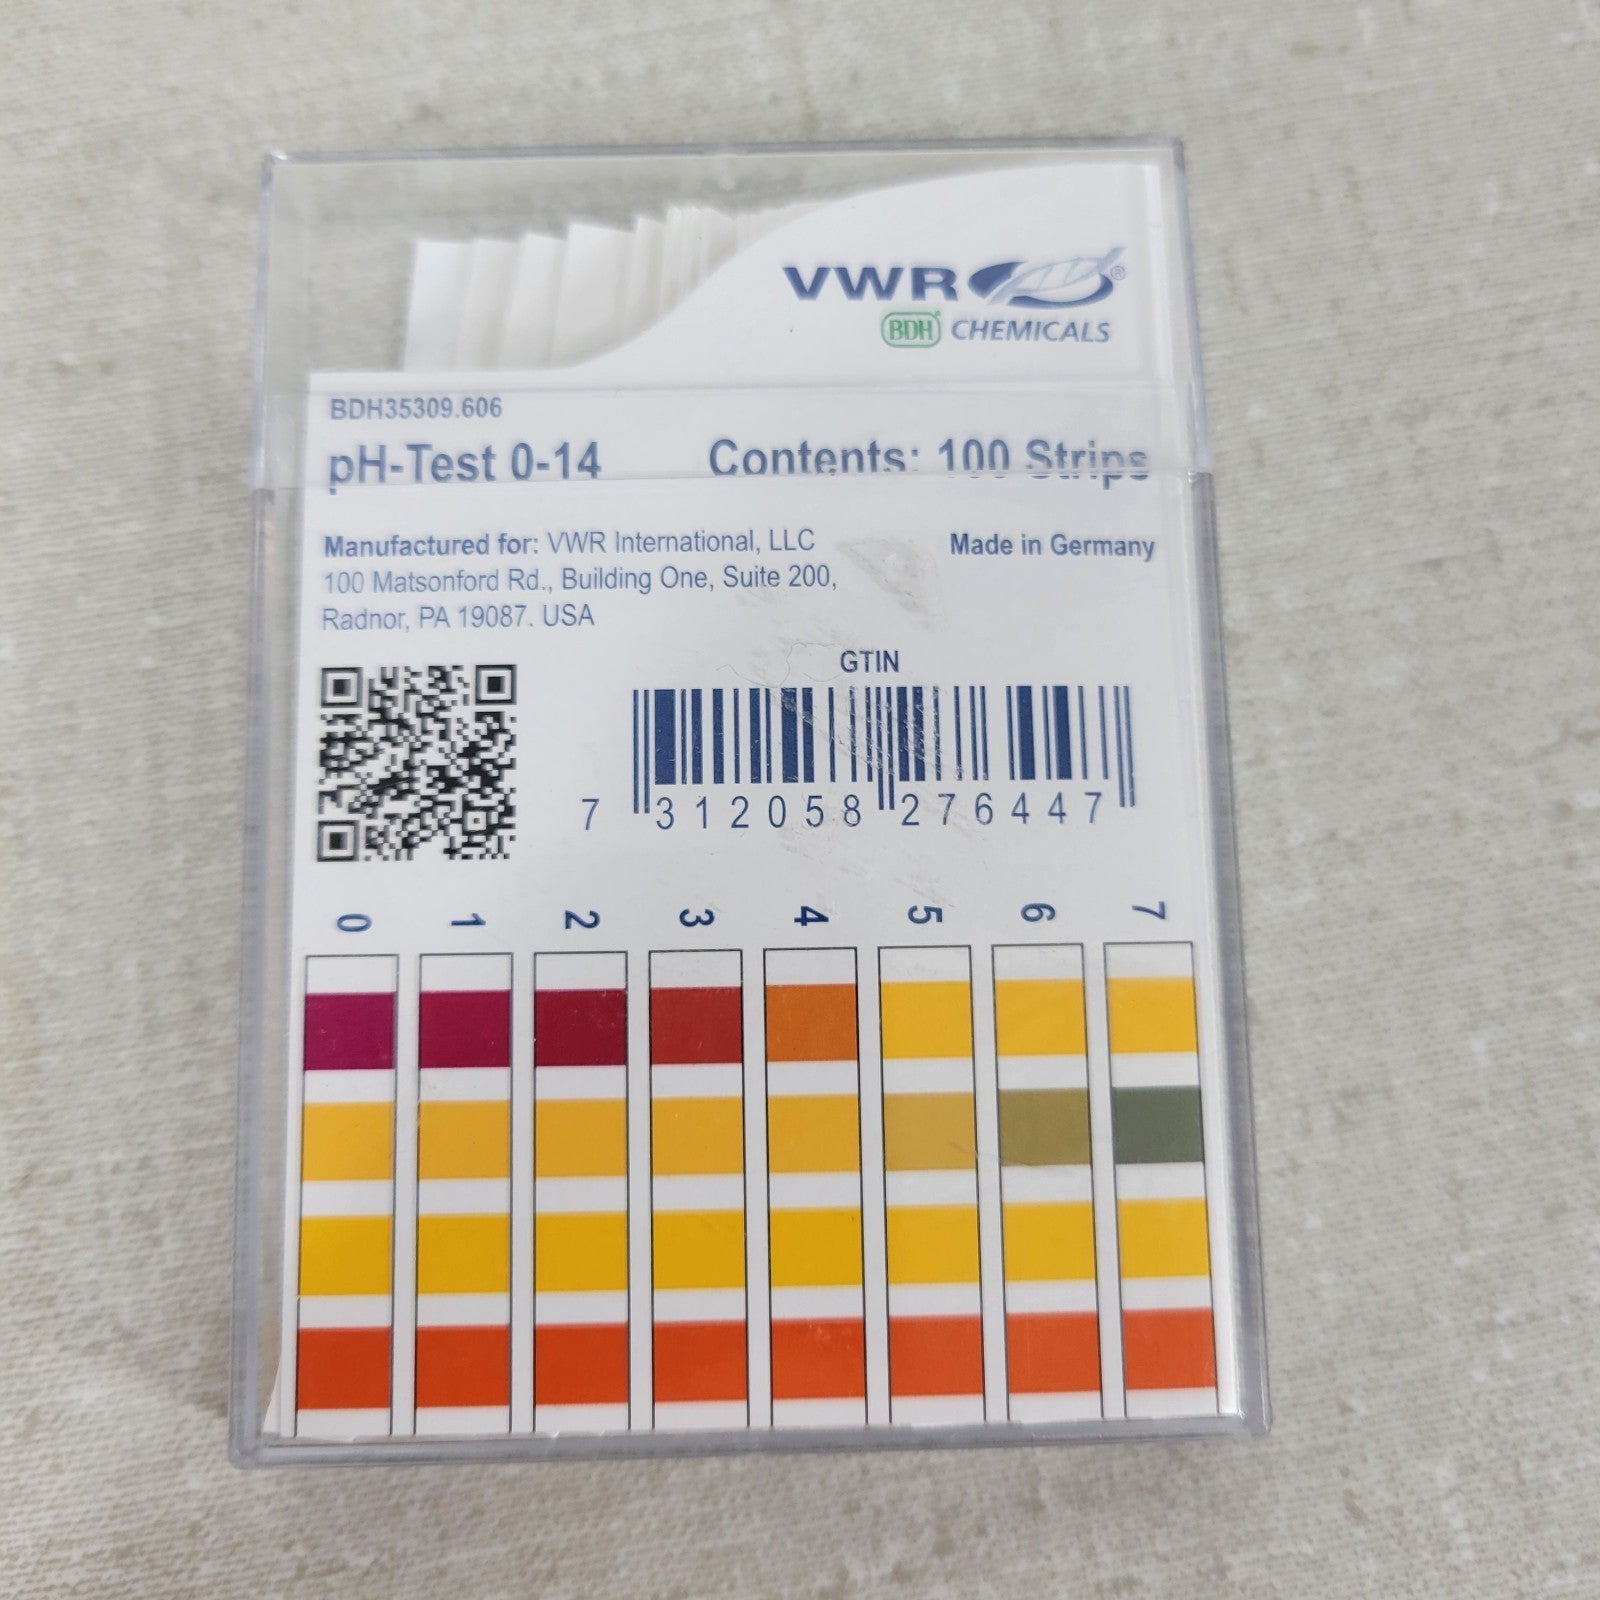 VWR®
BDH CHEMICALS
BDH35309.606
pH-Test 0-14 Contents: 100 Strips
Manufactured for: VWR International, LLC Made in Germany
100 Matsonford Rd., Building One, Suite 200,
Radnor, PA 19087. USA
GTIN
7 312058 276447
0 1 2 3 4 5 6 7